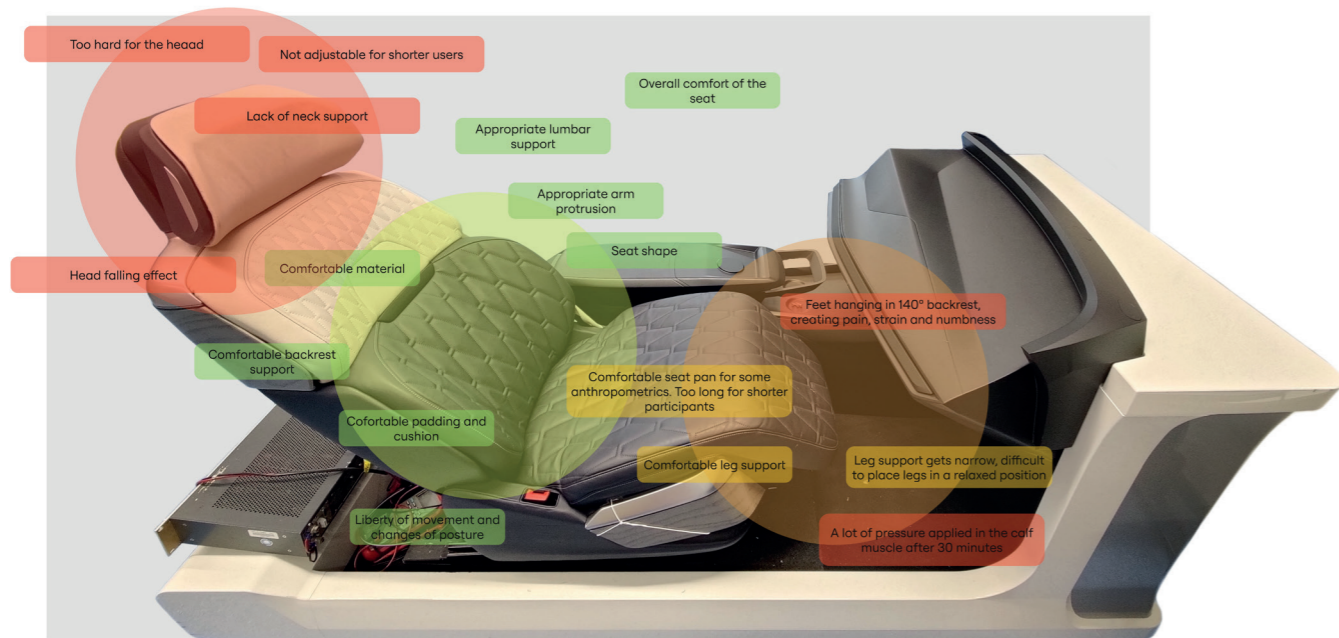 Too hard for the heaad
Not adjustable for shorter users
Overall comfort of the
seat
Lack of neck support
Appropriate lumbar
support
Appropriate arm
protrusion
Seat shape
Head falling effect
Comfortable material
Feet hanging in 140º backrest,
creating pain, strain and numbness
Comfortable backrest
support
Comfortable seat pan for some
anthropometrics. Too long for shorter
participants
Cofortable padding and
cushion
Comfortable leg support
Leg support gets narrow, difficult
to place legs in a relaxed position
Liberty of movement and
changes of posture
A lot of pressure applied in the calf
muscle after 30 minutes